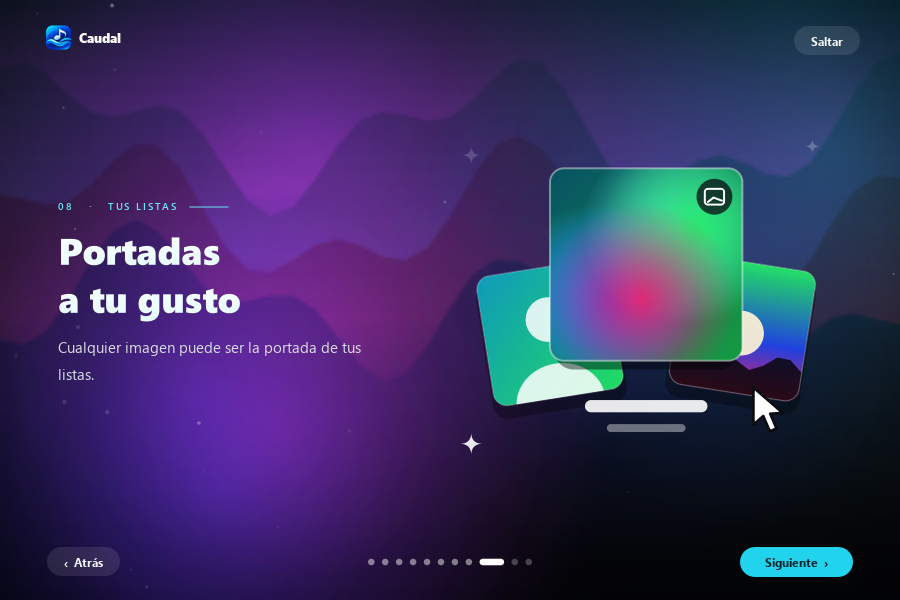 Caudal
Saltar
08 · TUS LISTAS
Portadas
a tu gusto
Cualquier imagen puede ser la portada de tus
listas.
‹ Atrás
Siguiente ›